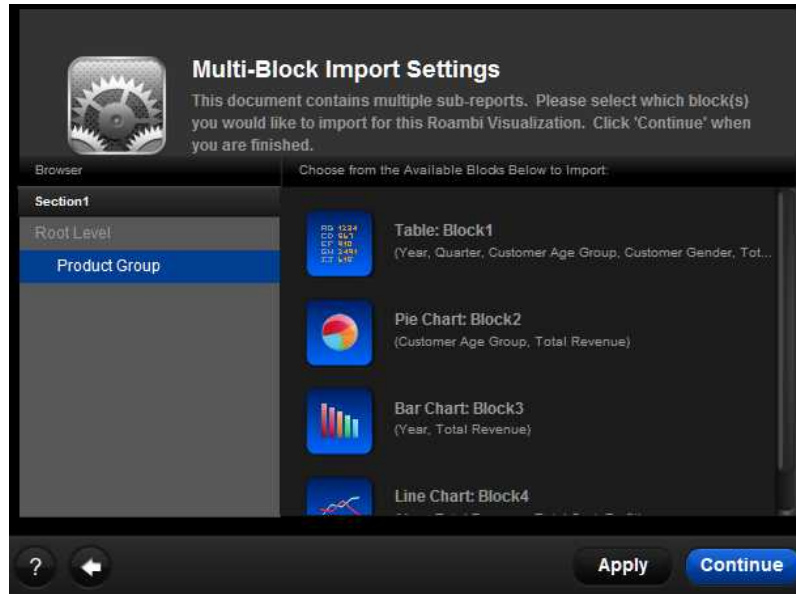 Multi-Block Import Settings
This document contains multiple sub-reports. Please select which block(s)
you would like to import for this Roambi Visualization. Click 'Continue' when
you are finished.
Browser
Choose from the Available Blocks Below to Import:
Section1
Root Level
Product Group
Table: Block1
(Year, Quarter, Customer Age Group, Customer Gender, Tot...
Pie Chart: Block2
(Customer Age Group, Total Revenue)
Bar Chart: Block3
(Year, Total Revenue)
Line Chart: Block4
?
Apply
Continue